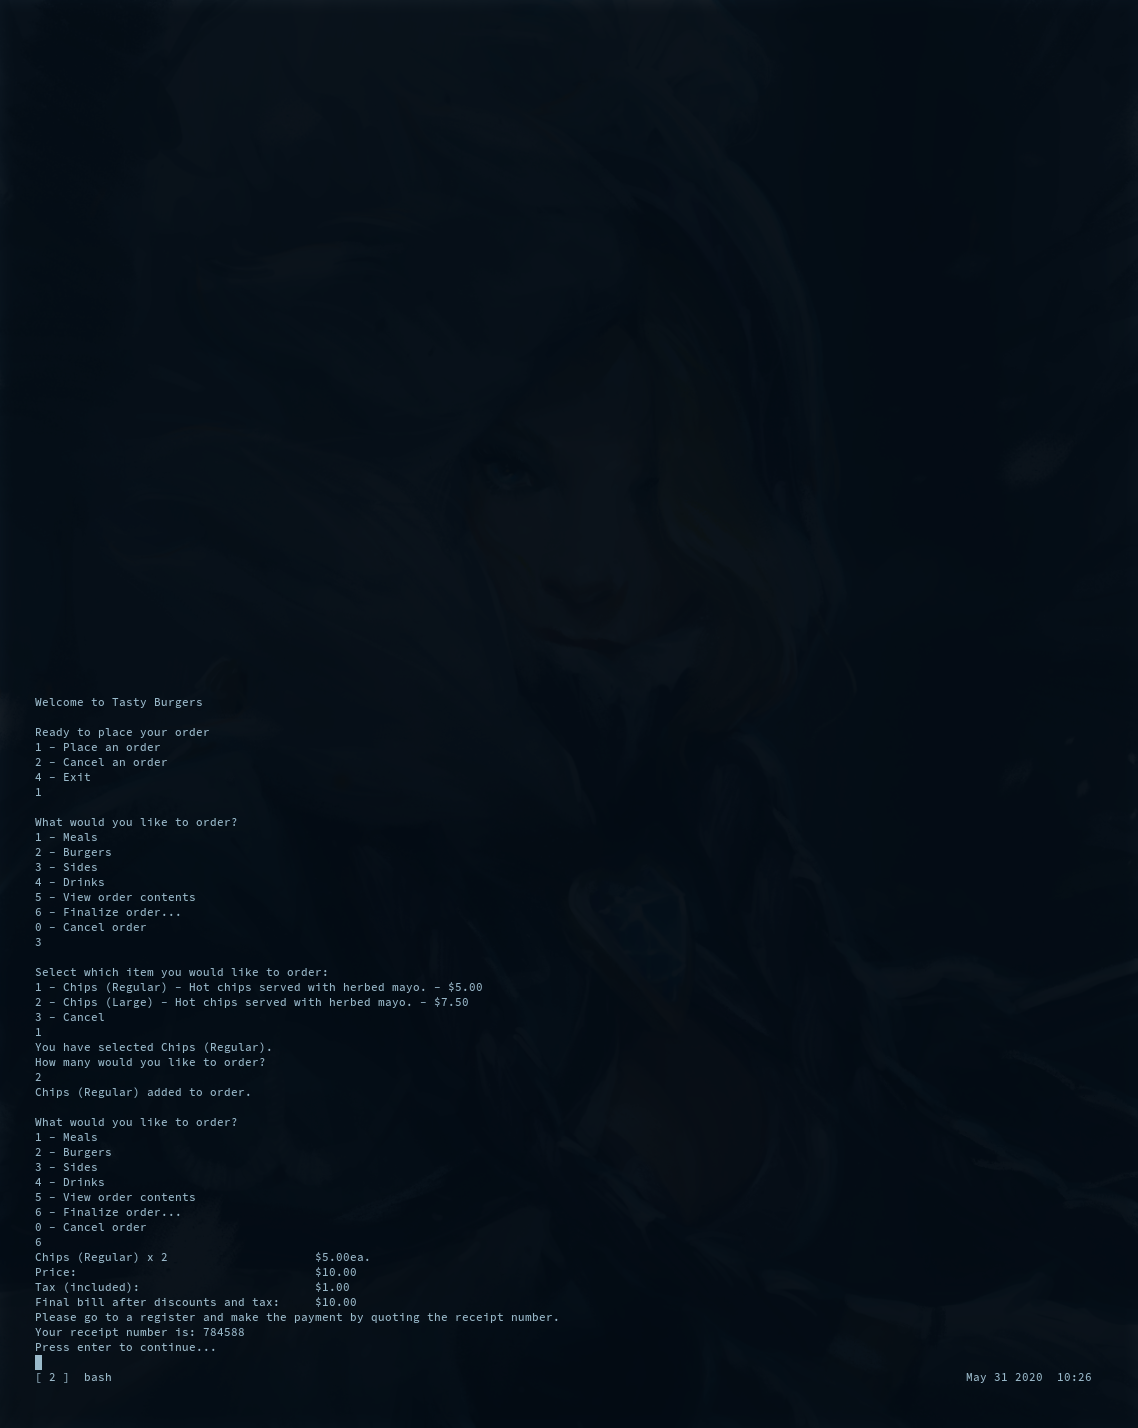 Welcome to Tasty Burgers
Ready to place your order
1 - Place an order
2 - Cancel an order
4 - Exit
1
What would you like to order?
1 - Meals
2 - Burgers
3 - Sides
4 - Drinks
5 - View order contents
6 - Finalize order...
0 - Cancel order
3
Select which item you would like to order:
1 - Chips (Regular) - Hot chips served with herbed mayo. - $5.00
2 - Chips (Large) - Hot chips served with herbed mayo. - $7.50
3 - Cancel
1
You have selected Chips (Regular).
How many would you like to order?
2
Chips (Regular) added to order.
What would you like to order?
1 - Meals
2 - Burgers
3 - Sides
4 - Drinks
5 - View order contents
6 - Finalize order...
0 - Cancel order
6
Chips (Regular) x 2 $5.00ea.
Price: $10.00
Tax (included): $1.00
Final bill after discounts and tax: $10.00
Please go to a register and make the payment by quoting the receipt number.
Your receipt number is: 784588
Press enter to continue...
[ 2 ] bash May 31 2020 10:26